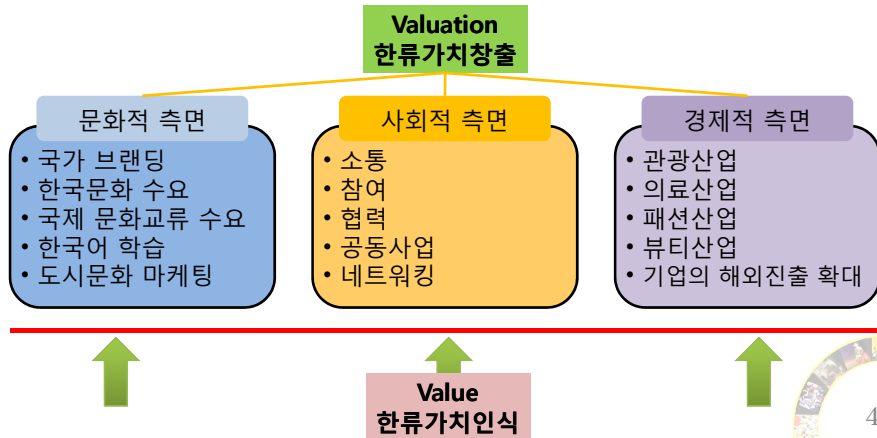 Valuation
한류가치창출
문화적 측면
• 국가 브랜딩
• 한국문화 수요
• 국제 문화교류 수요
• 한국어 학습
• 도시문화 마케팅
사회적 측면
• 소통
• 참여
• 협력
• 공동사업
• 네트워킹
경제적 측면
• 관광산업
• 의료산업
• 패션산업
• 뷰티산업
• 기업의 해외진출 확대
Value
한류가치인식
4